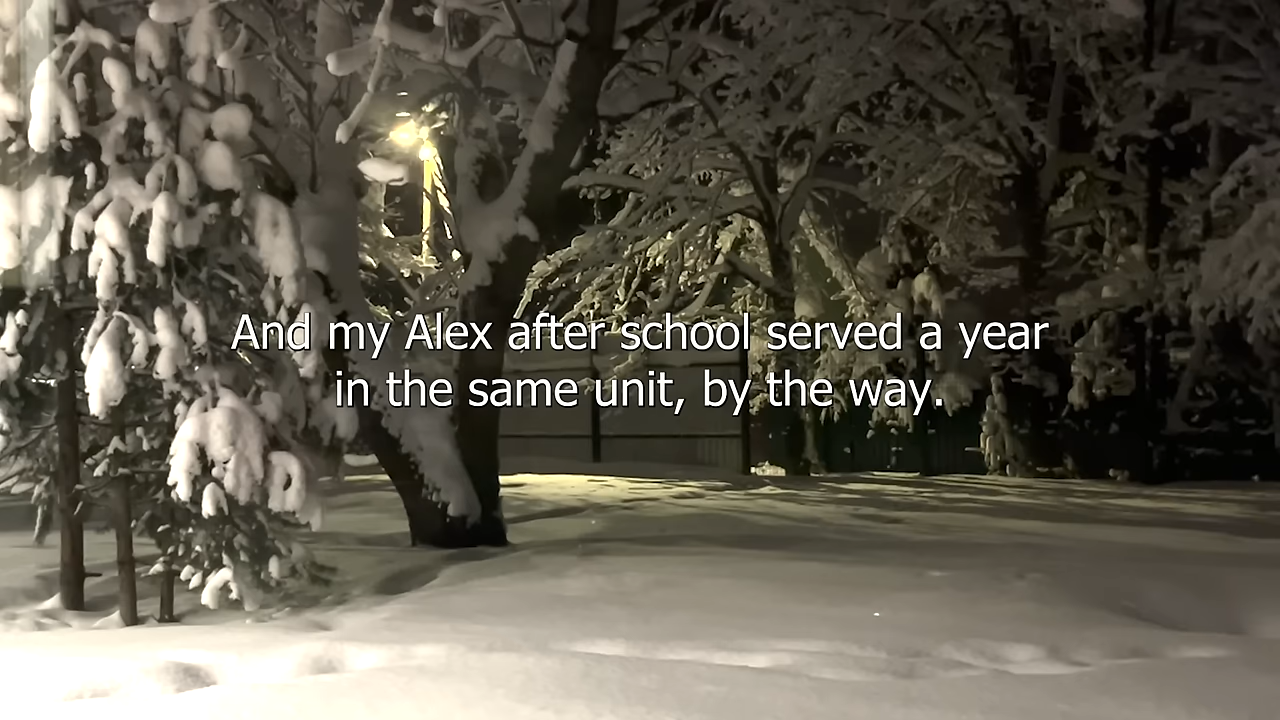 And my Alex after school served a year
in the same unit, by the way.